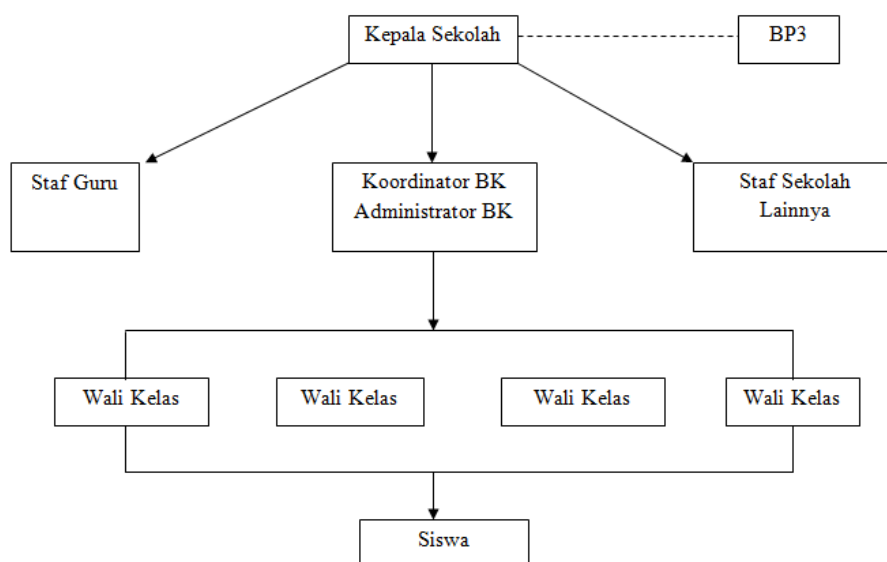 Kepala Sekolah
BP3
Staf Guru
Koordinator BK
Administrator BK
Staf Sekolah
Lainnya
Wali Kelas
Wali Kelas
Wali Kelas
Wali Kelas
Siswa